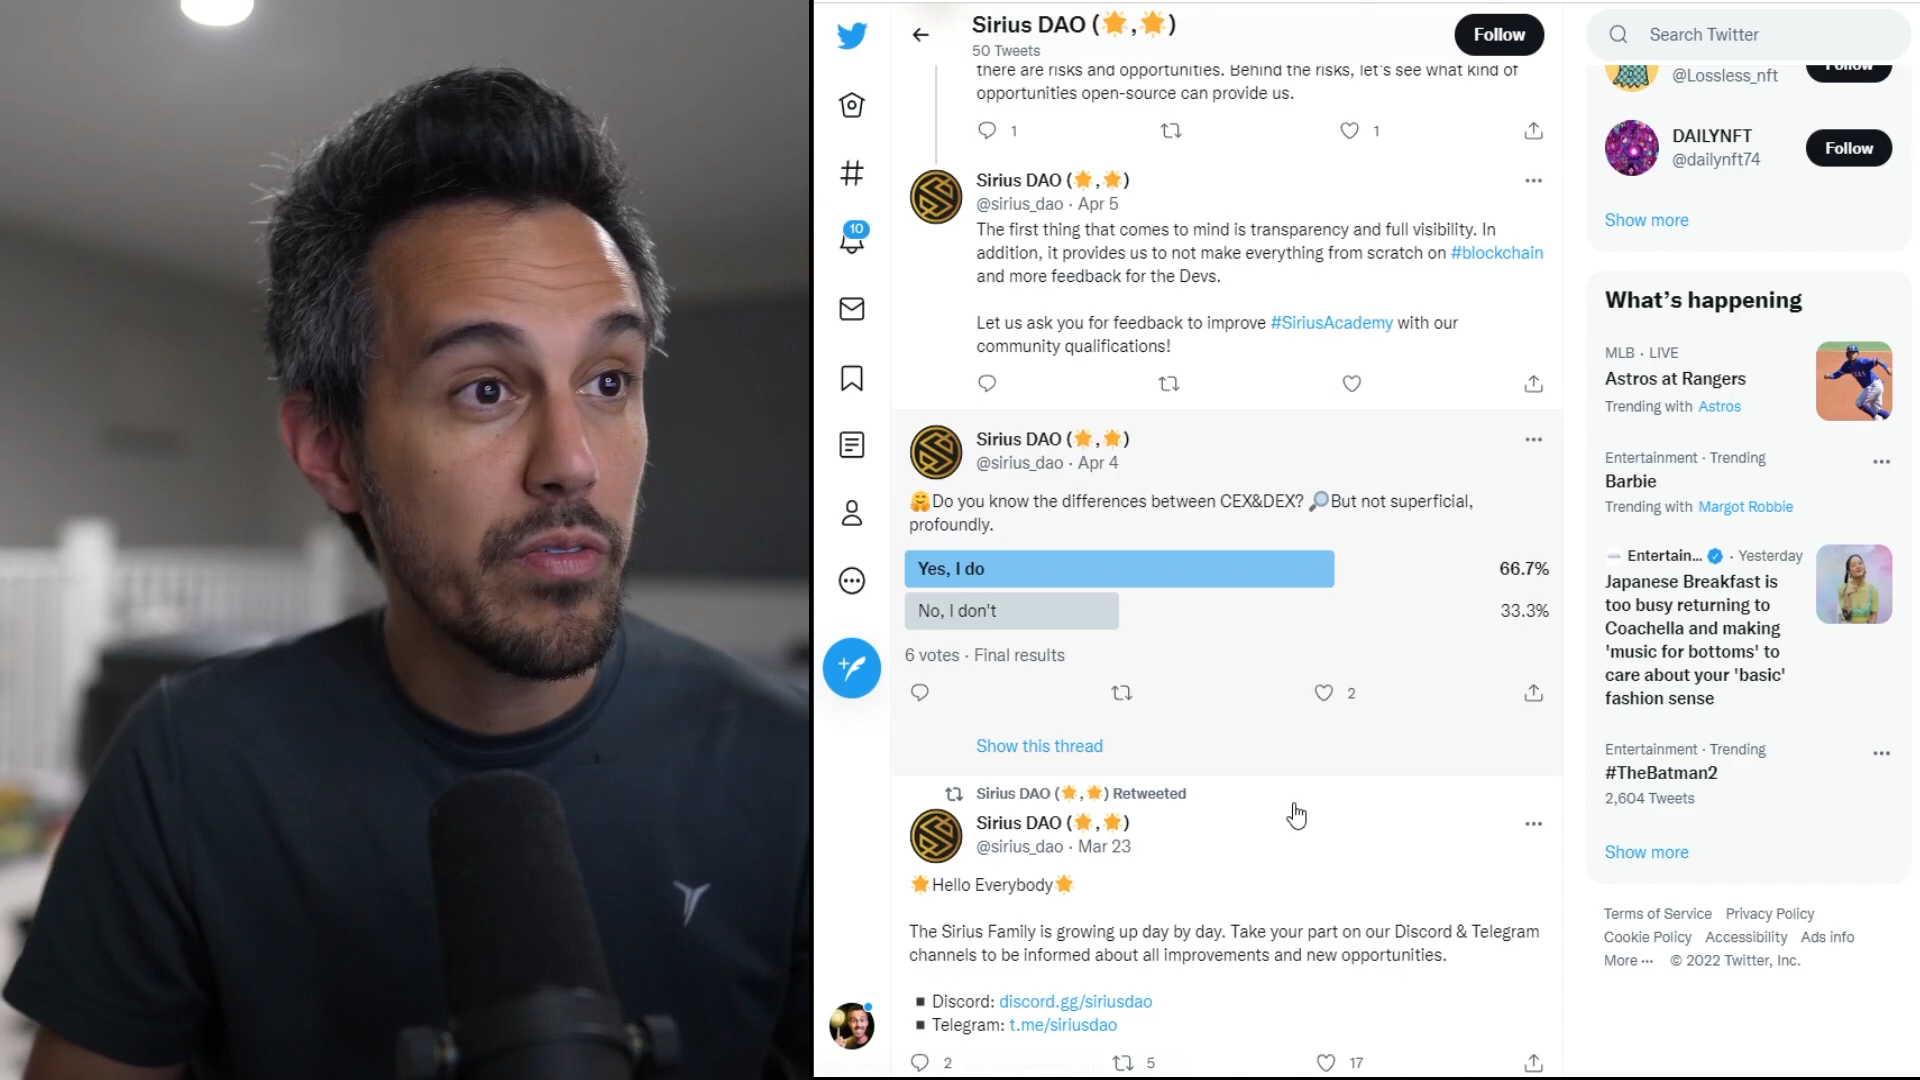 Sirius DAO (🌟,🌟)
50 Tweets
Follow
there are risks and opportunities. Behind the risks, let's see what kind of
opportunities open-source can provide us.
1
1
Sirius DAO (🌟,🌟)
@sirius_dao · Apr 5
The first thing that comes to mind is transparency and full visibility. In
addition, it provides us to not make everything from scratch on #blockchain
and more feedback for the Devs.
Let us ask you for feedback to improve #SiriusAcademy with our
community qualifications!
Sirius DAO (🌟,🌟)
@sirius_dao · Apr 4
🤗Do you know the differences between CEX&DEX? 🔎But not superficial,
profoundly.
Yes, I do 66.7%
No, I don't 33.3%
6 votes · Final results
2
Show this thread
Sirius DAO (🌟,🌟) Retweeted
Sirius DAO (🌟,🌟)
@sirius_dao · Mar 23
🌟Hello Everybody🌟
The Sirius Family is growing up day by day. Take your part on our Discord & Telegram
channels to be informed about all improvements and new opportunities.
◾Discord: discord.gg/siriusdao
◾Telegram: t.me/siriusdao
2
5
17
10
Search Twitter
@Lossless_nft
Follow
DAILYNFT
@dailynft74
Follow
Show more
What's happening
MLB · LIVE
Astros at Rangers
Trending with Astros
Entertainment · Trending
Barbie
Trending with Margot Robbie
Entertain... · Yesterday
Japanese Breakfast is
too busy returning to
Coachella and making
'music for bottoms' to
care about your 'basic'
fashion sense
Entertainment · Trending
#TheBatman2
2,604 Tweets
Show more
Terms of Service Privacy Policy
Cookie Policy Accessibility Ads info
More ··· © 2022 Twitter, Inc.